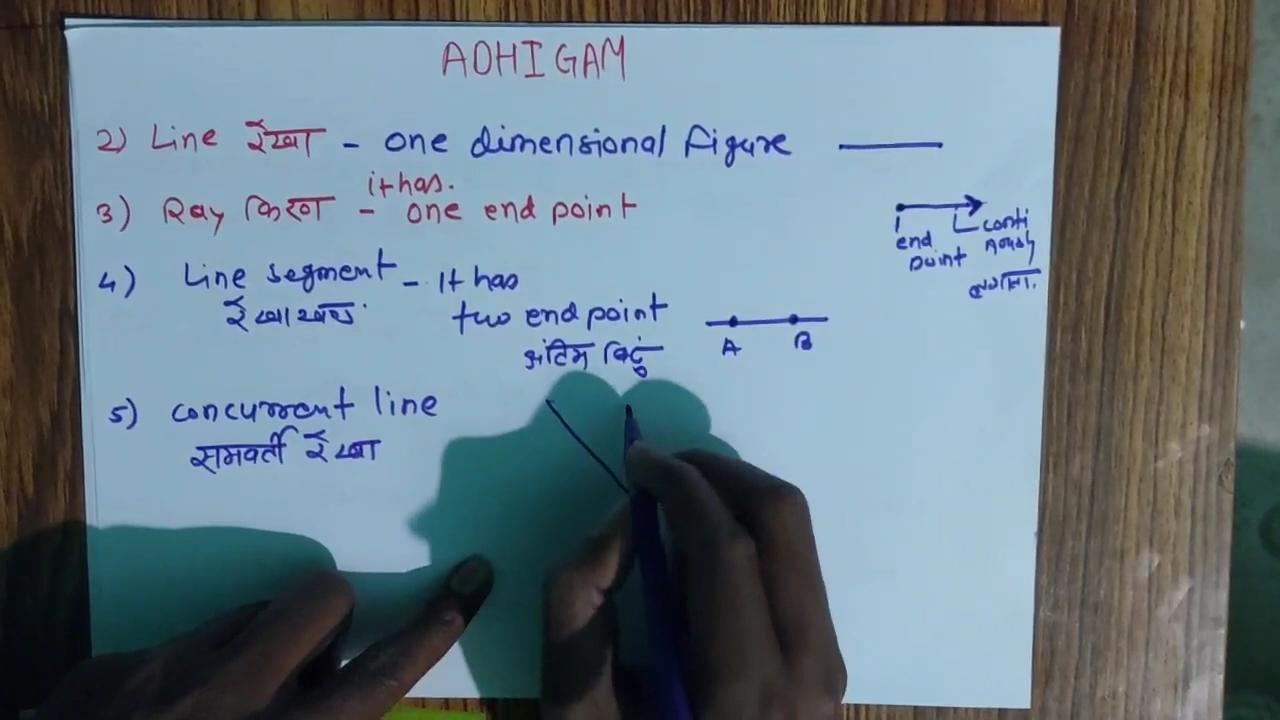 ADHIGAM
2) Line रेखा - one dimensional figure
it has.
3) Ray किरण - one end point
end point
conti
4) Line segment - It has
रेखाखंड
two end point
अंतिम बिंदु
A B
5) concurrent line
समवर्ती रेखा